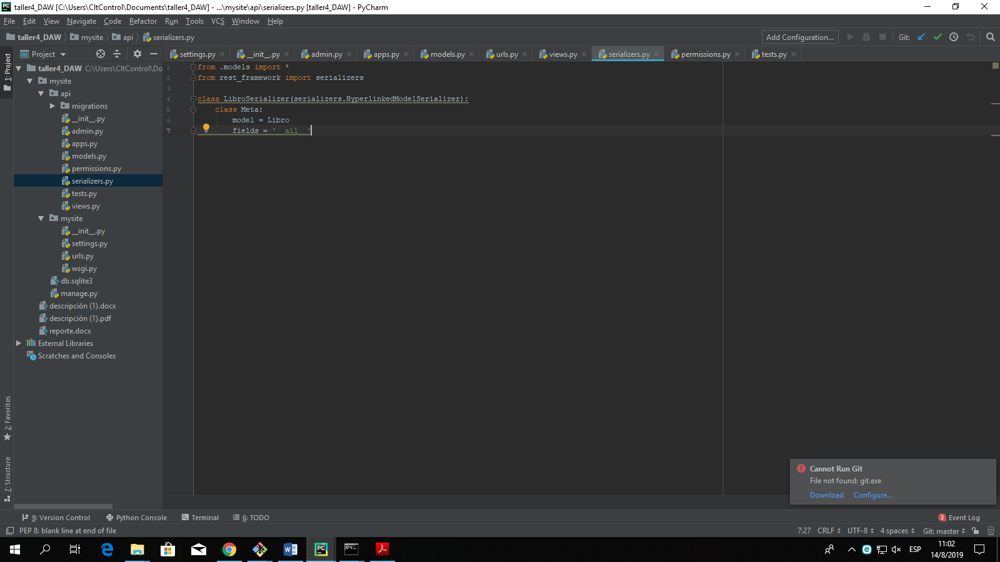 taller4_DAW [C:\Users\CltControl\Documents\taller4_DAW] - ...\mysite\api\serializers.py [taller4_DAW] - PyCharm
File Edit View Navigate Code Refactor Run Tools VCS Window Help
taller4_DAW mysite api serializers.py Add Configuration... Git:
1: Project
Project
settings.py __init__.py admin.py apps.py models.py urls.py views.py serializers.py permissions.py tests.py
taller4_DAW C:\Users\CltControl\Do
mysite
api
migrations
__init__.py
admin.py
apps.py
models.py
permissions.py
serializers.py
tests.py
views.py
mysite
__init__.py
settings.py
urls.py
wsgi.py
db.sqlite3
manage.py
descripción (1).docx
descripción (1).pdf
reporte.docx
External Libraries
Scratches and Consoles
1 from .models import *
2 from rest_framework import serializers
3
4 class LibroSerializer(serializers.HyperlinkedModelSerializer):
5 class Meta:
6 model = Libro
7 fields = '__all__'
2: Favorites
7: Structure
Cannot Run Git
File not found: git.exe
Download Configure...
9: Version Control Python Console Terminal 6: TODO 3 Event Log
PEP 8: blank line at end of file 7:27 CRLF UTF-8 4 spaces Git: master
ESP 11:02
14/8/2019